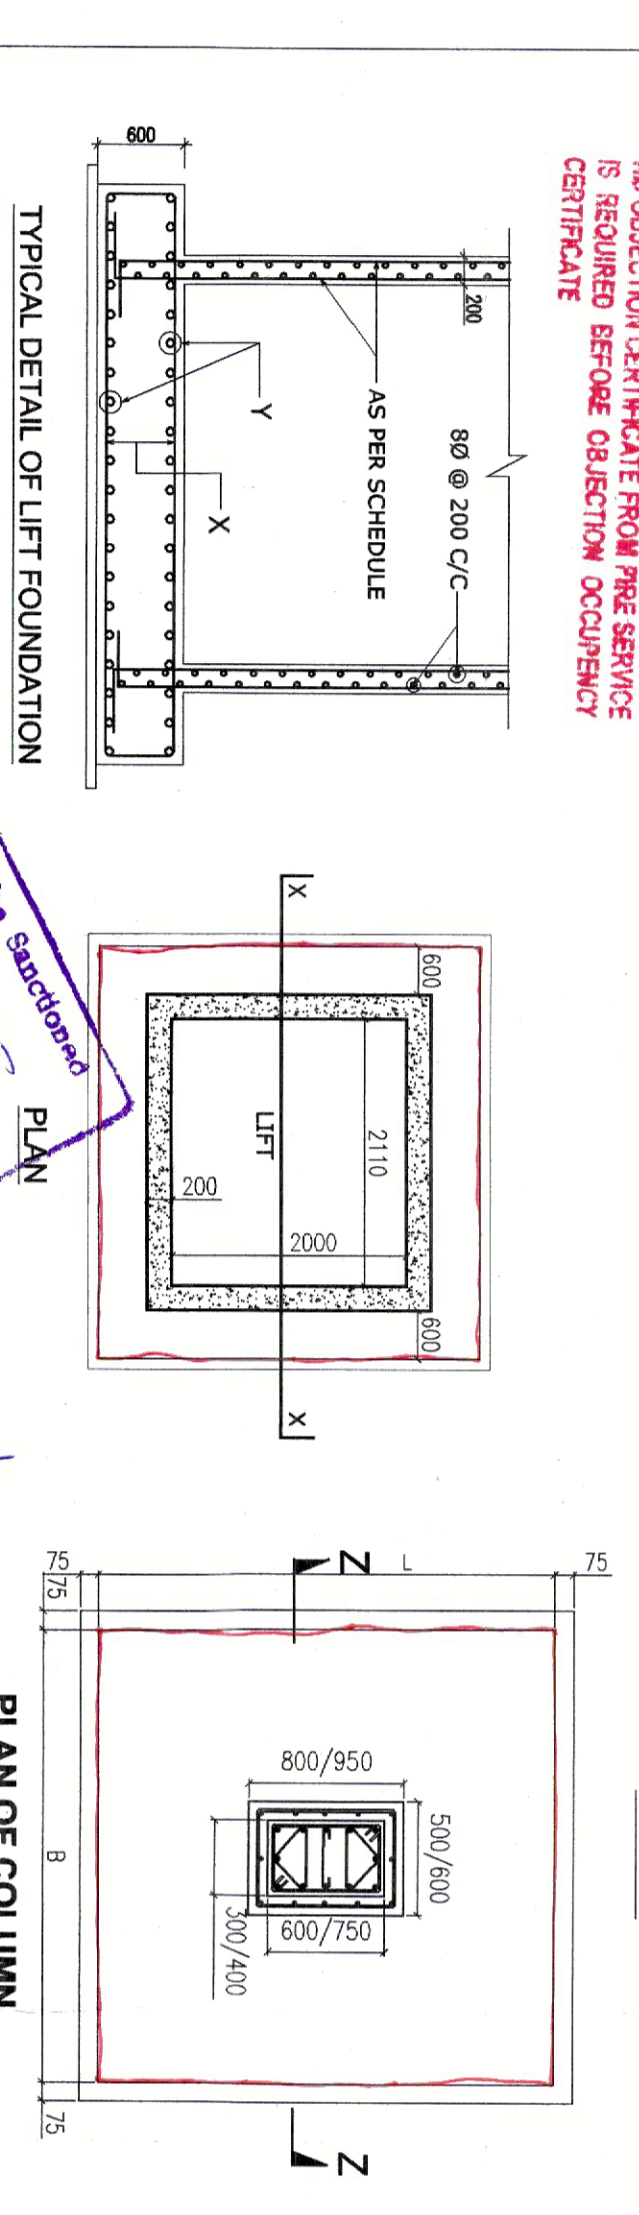 OBJECTION CERTIFICATE FROM FIRE SERVICE
IS REQUIRED BEFORE OBJECTION OCCUPENCY
CERTIFICATE
600
200
8Ø @ 200 C/C
AS PER SCHEDULE
Y
X
TYPICAL DETAIL OF LIFT FOUNDATION
Sanctioned
X
600
2110
LIFT
200
2000
600
X
PLAN
75
75
Z
L
75
800/950
500/600
600/750
300/400
B
75
Z
PLAN OF COLUMN